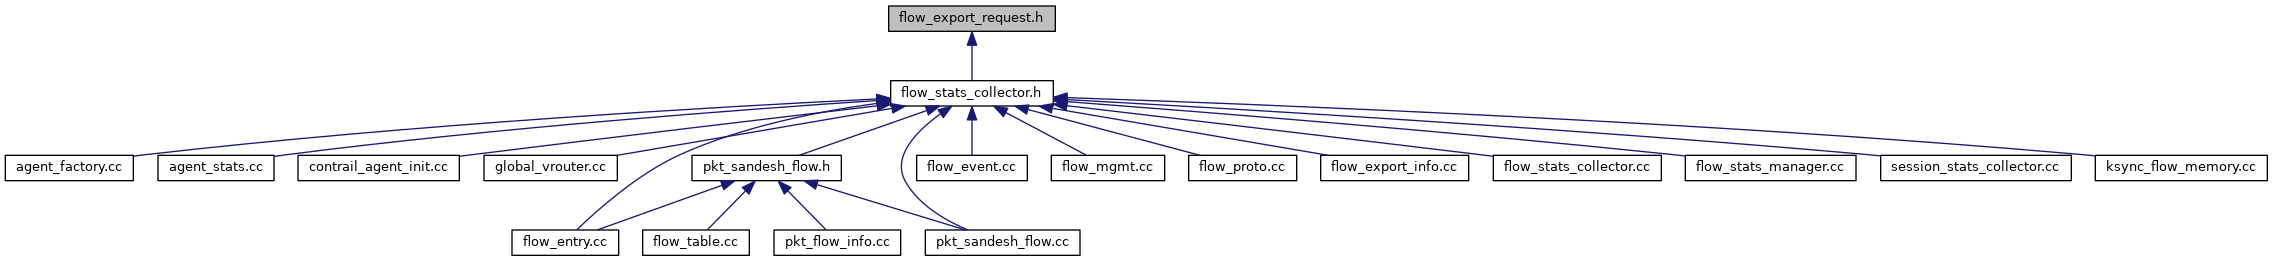 flow_export_request.h
flow_stats_collector.h
agent_factory.cc
agent_stats.cc
contrail_agent_init.cc
global_vrouter.cc
pkt_sandesh_flow.h
flow_event.cc
flow_mgmt.cc
flow_proto.cc
flow_export_info.cc
flow_stats_collector.cc
flow_stats_manager.cc
session_stats_collector.cc
ksync_flow_memory.cc
flow_entry.cc
flow_table.cc
pkt_flow_info.cc
pkt_sandesh_flow.cc